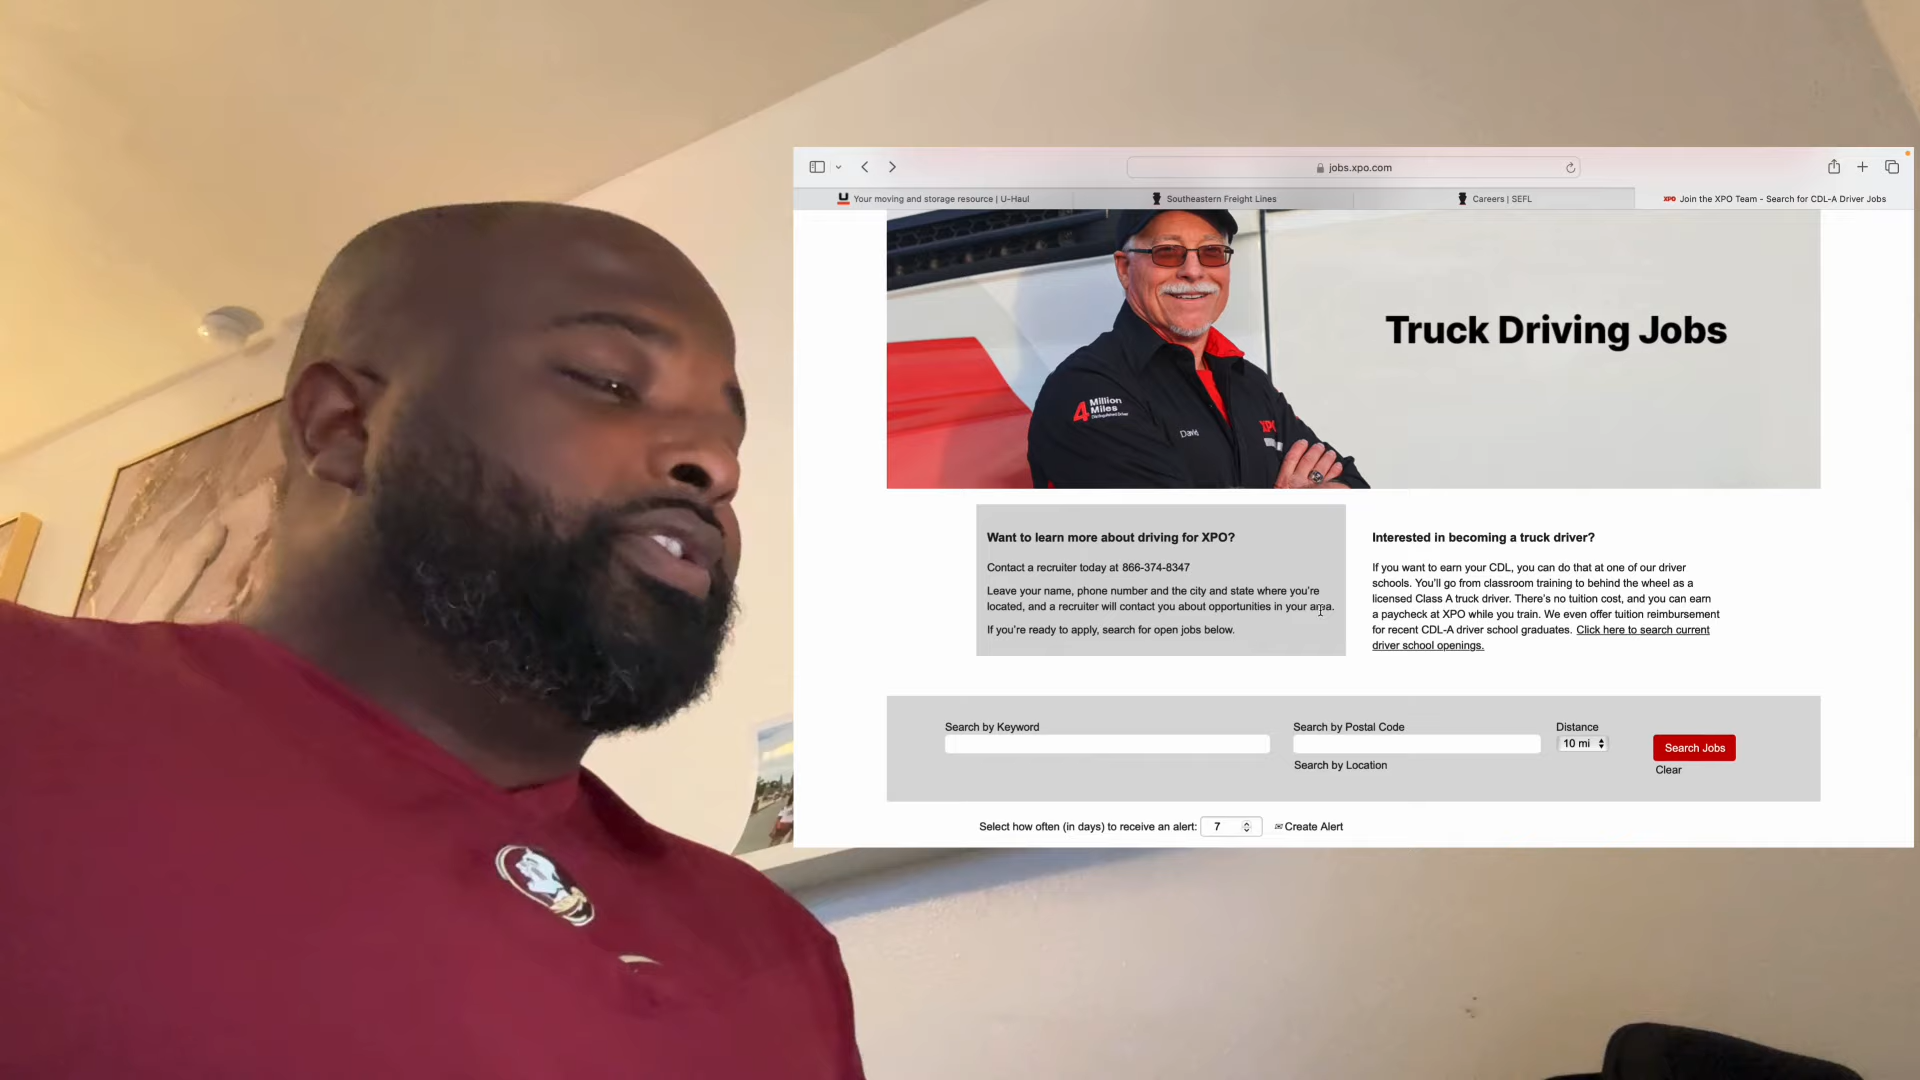 jobs.xpo.com
Your moving and storage resource | U-Haul
Southeastern Freight Lines
Careers | SEFL
XPO Join the XPO Team - Search for CDL-A Driver Jobs
Truck Driving Jobs
4 Million
Miles
David
XPO
Want to learn more about driving for XPO?
Contact a recruiter today at 866-374-8347
Leave your name, phone number and the city and state where you're
located, and a recruiter will contact you about opportunities in your area.
If you're ready to apply, search for open jobs below.
Interested in becoming a truck driver?
If you want to earn your CDL, you can do that at one of our driver
schools. You'll go from classroom training to behind the wheel as a
licensed Class A truck driver. There's no tuition cost, and you can earn
a paycheck at XPO while you train. We even offer tuition reimbursement
for recent CDL-A driver school graduates. Click here to search current
driver school openings.
Search by Keyword
Search by Postal Code
Distance
10 mi
Search Jobs
Search by Location
Clear
Select how often (in days) to receive an alert: 7 Create Alert